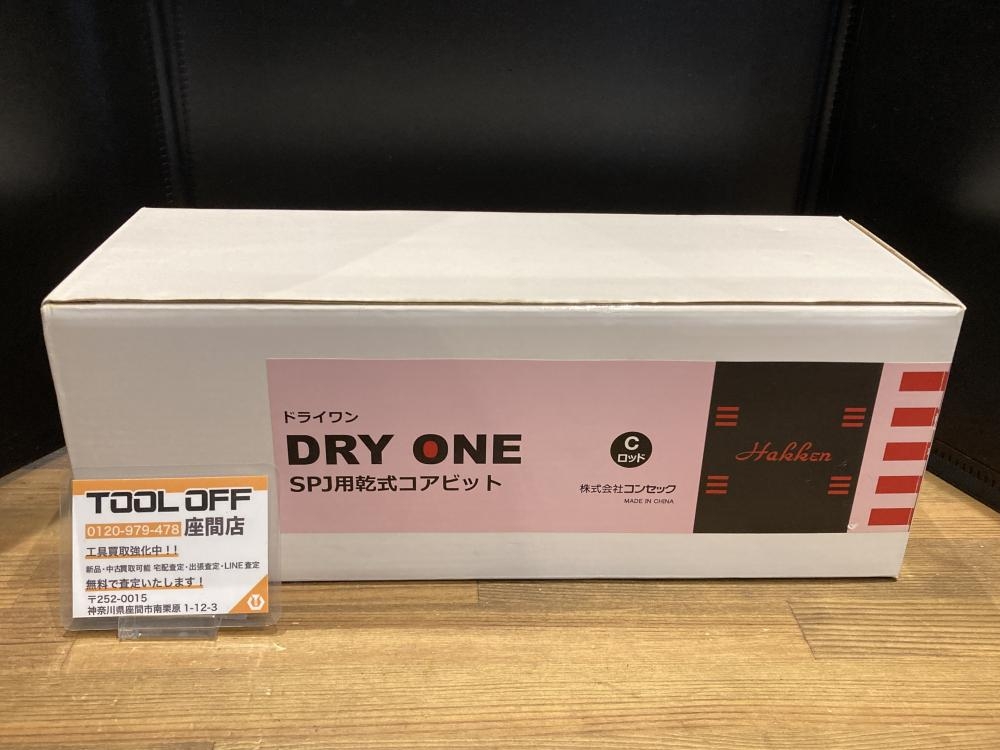 ドライワン
DRY ONE
SPJ用乾式コアビット
C
ロッド
株式会社コンセック
MADE IN CHINA
Hakken
TOOL OFF
0120-979-478 座間店
工具買取強化中!!
新品・中古買取可能 宅配査定・出張査定・LINE査定
無料で査定いたします!
〒252-0015
神奈川県座間市南栗原 1-12-3